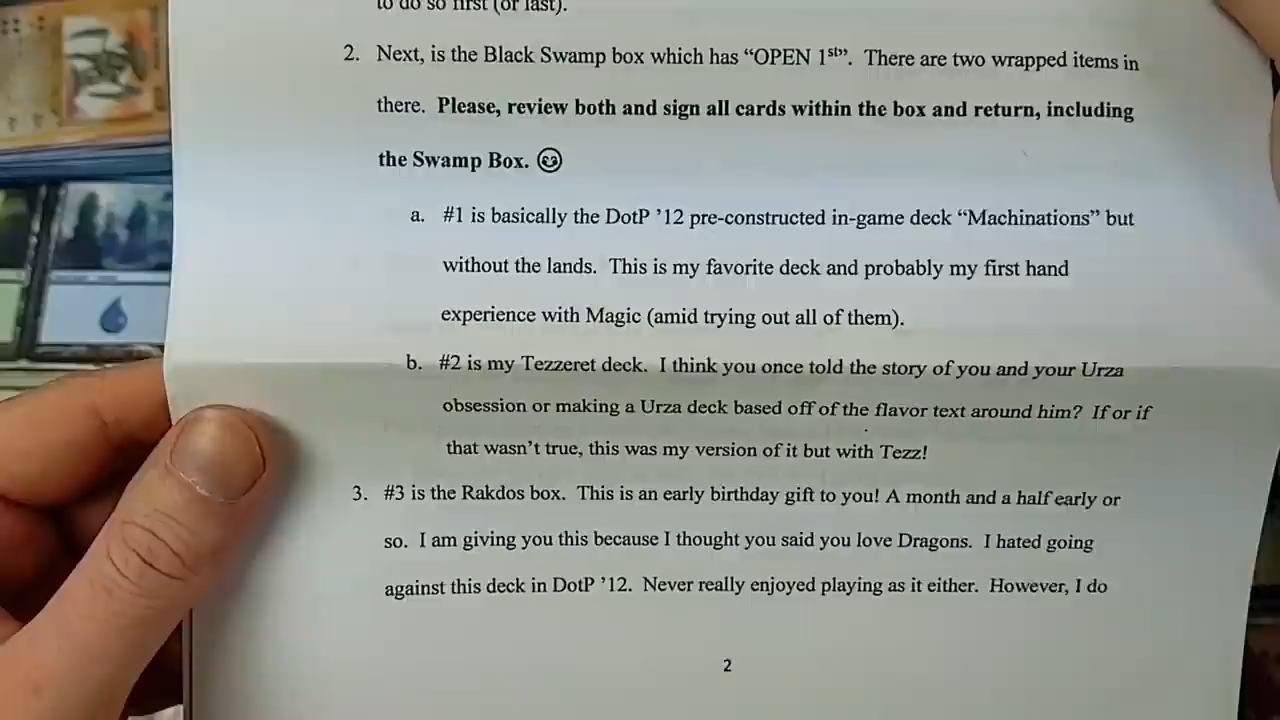 to do so first (or last).
2. Next, is the Black Swamp box which has “OPEN 1st”. There are two wrapped items in
there. Please, review both and sign all cards within the box and return, including
the Swamp Box. ☺
a. #1 is basically the DotP ’12 pre-constructed in-game deck “Machinations” but
without the lands. This is my favorite deck and probably my first hand
experience with Magic (amid trying out all of them).
b. #2 is my Tezzeret deck. I think you once told the story of you and your Urza
obsession or making a Urza deck based off of the flavor text around him? If or if
that wasn’t true, this was my version of it but with Tezz!
3. #3 is the Rakdos box. This is an early birthday gift to you! A month and a half early or
so. I am giving you this because I thought you said you love Dragons. I hated going
against this deck in DotP ’12. Never really enjoyed playing as it either. However, I do
2